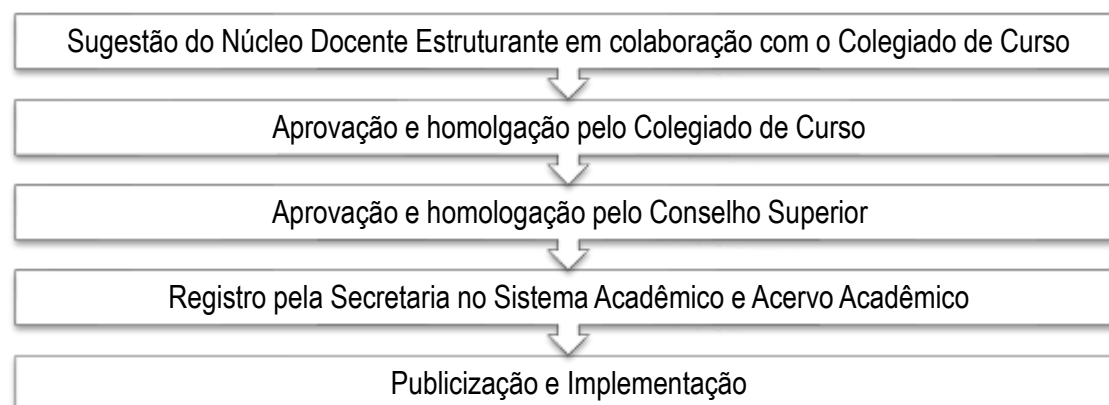 Sugestão do Núcleo Docente Estruturante em colaboração com o Colegiado de Curso
Aprovação e homolgação pelo Colegiado de Curso
Aprovação e homologação pelo Conselho Superior
Registro pela Secretaria no Sistema Acadêmico e Acervo Acadêmico
Publicização e Implementação